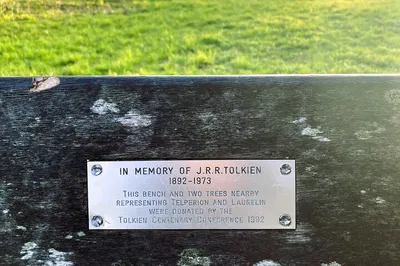 IN MEMORY OF J.R.R.TOLKIEN
1892-1973
THIS BENCH AND TWO TREES NEARBY
REPRESENTING TELPERION AND LAURELIN
WERE DONATED BY THE
TOLKIEN CENTENARY CONFERENCE 1992